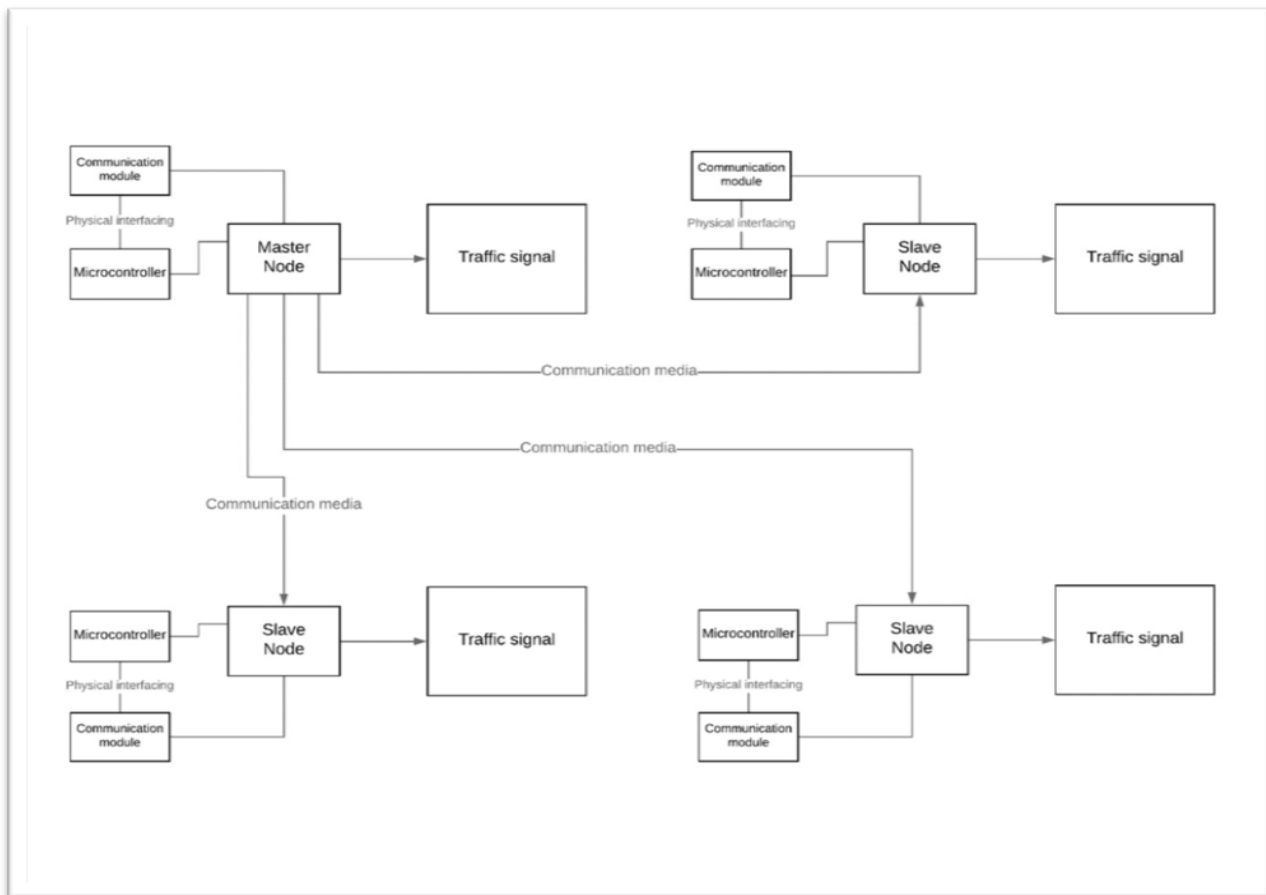 Communication
module
Physical interfacing
Microcontroller
Master
Node
Traffic signal
Communication
module
Physical interfacing
Microcontroller
Slave
Node
Traffic signal
Communication media
Communication media
Communication media
Microcontroller
Physical interfacing
Communication
module
Slave
Node
Traffic signal
Microcontroller
Physical interfacing
Communication
module
Slave
Node
Traffic signal